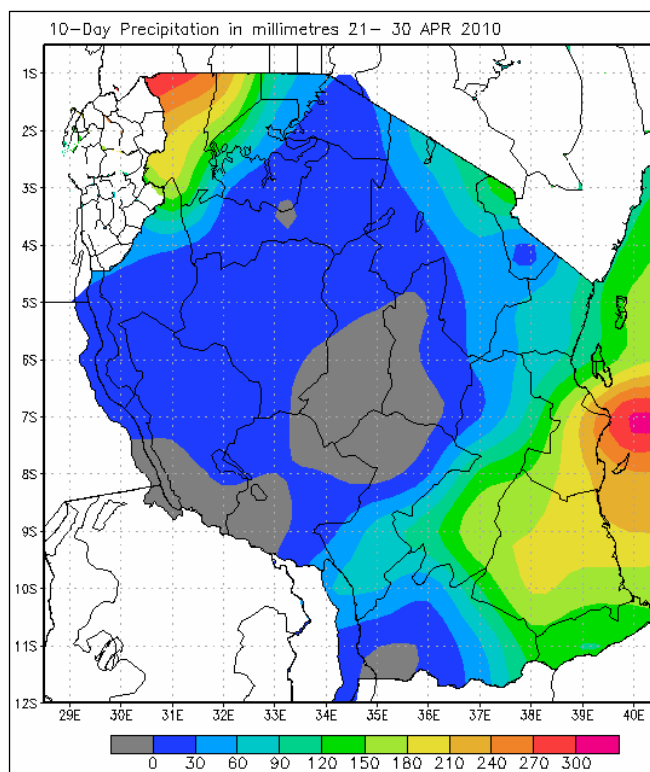 10-Day Precipitation in millimetres 21- 30 APR 2010
1S
2S
3S
4S
5S
6S
7S
8S
9S
10S
11S
12S
29E 30E 31E 32E 33E 34E 35E 36E 37E 38E 39E 40E
0 30 60 90 120 150 180 210 240 270 300